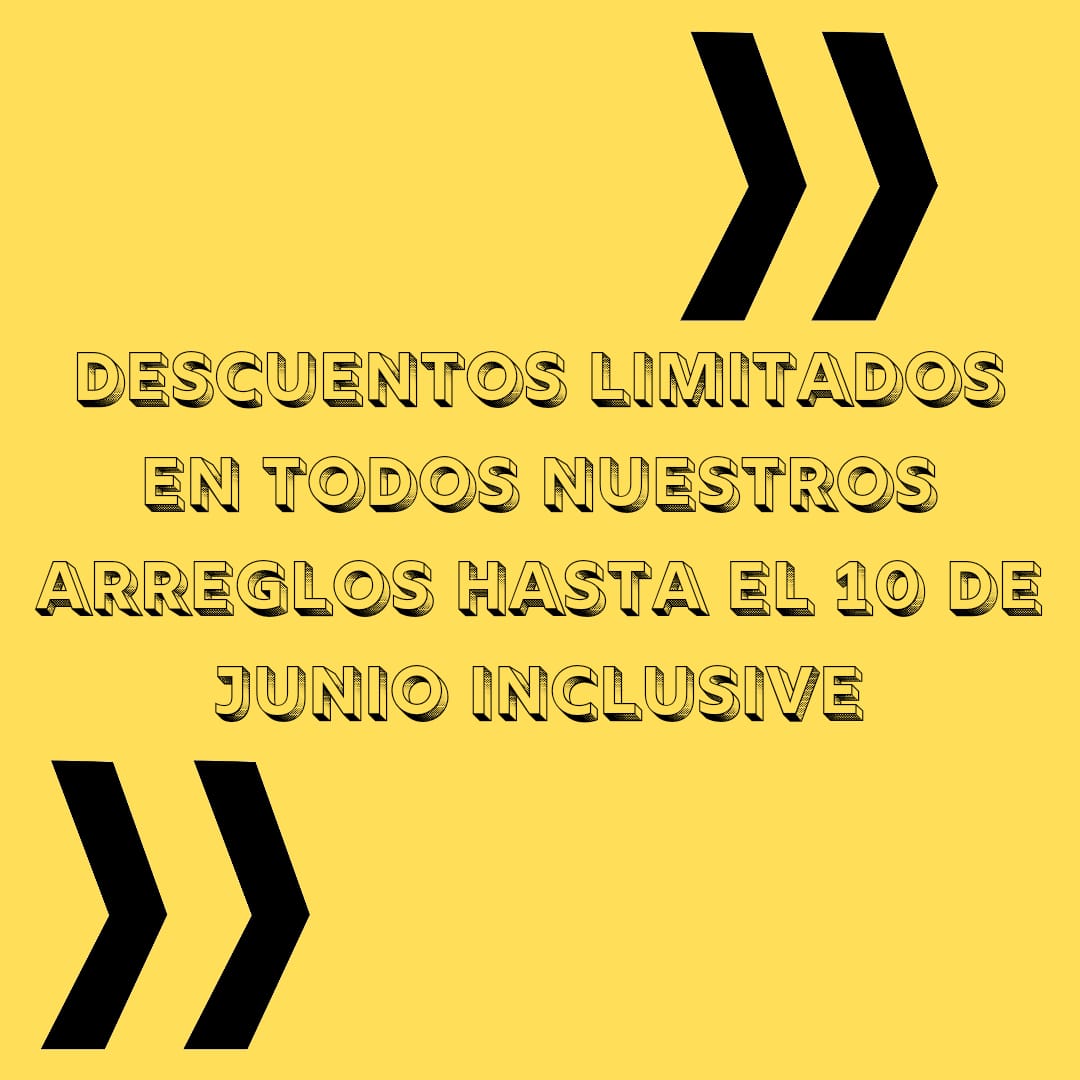 DESCUENTOS LIMITADOS
EN TODOS NUESTROS
ARREGLOS HASTA EL 10 DE
JUNIO INCLUSIVE